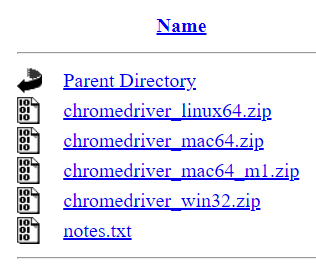 Name
Parent Directory
chromedriver_linux64.zip
chromedriver_mac64.zip
chromedriver_mac64_m1.zip
chromedriver_win32.zip
notes.txt